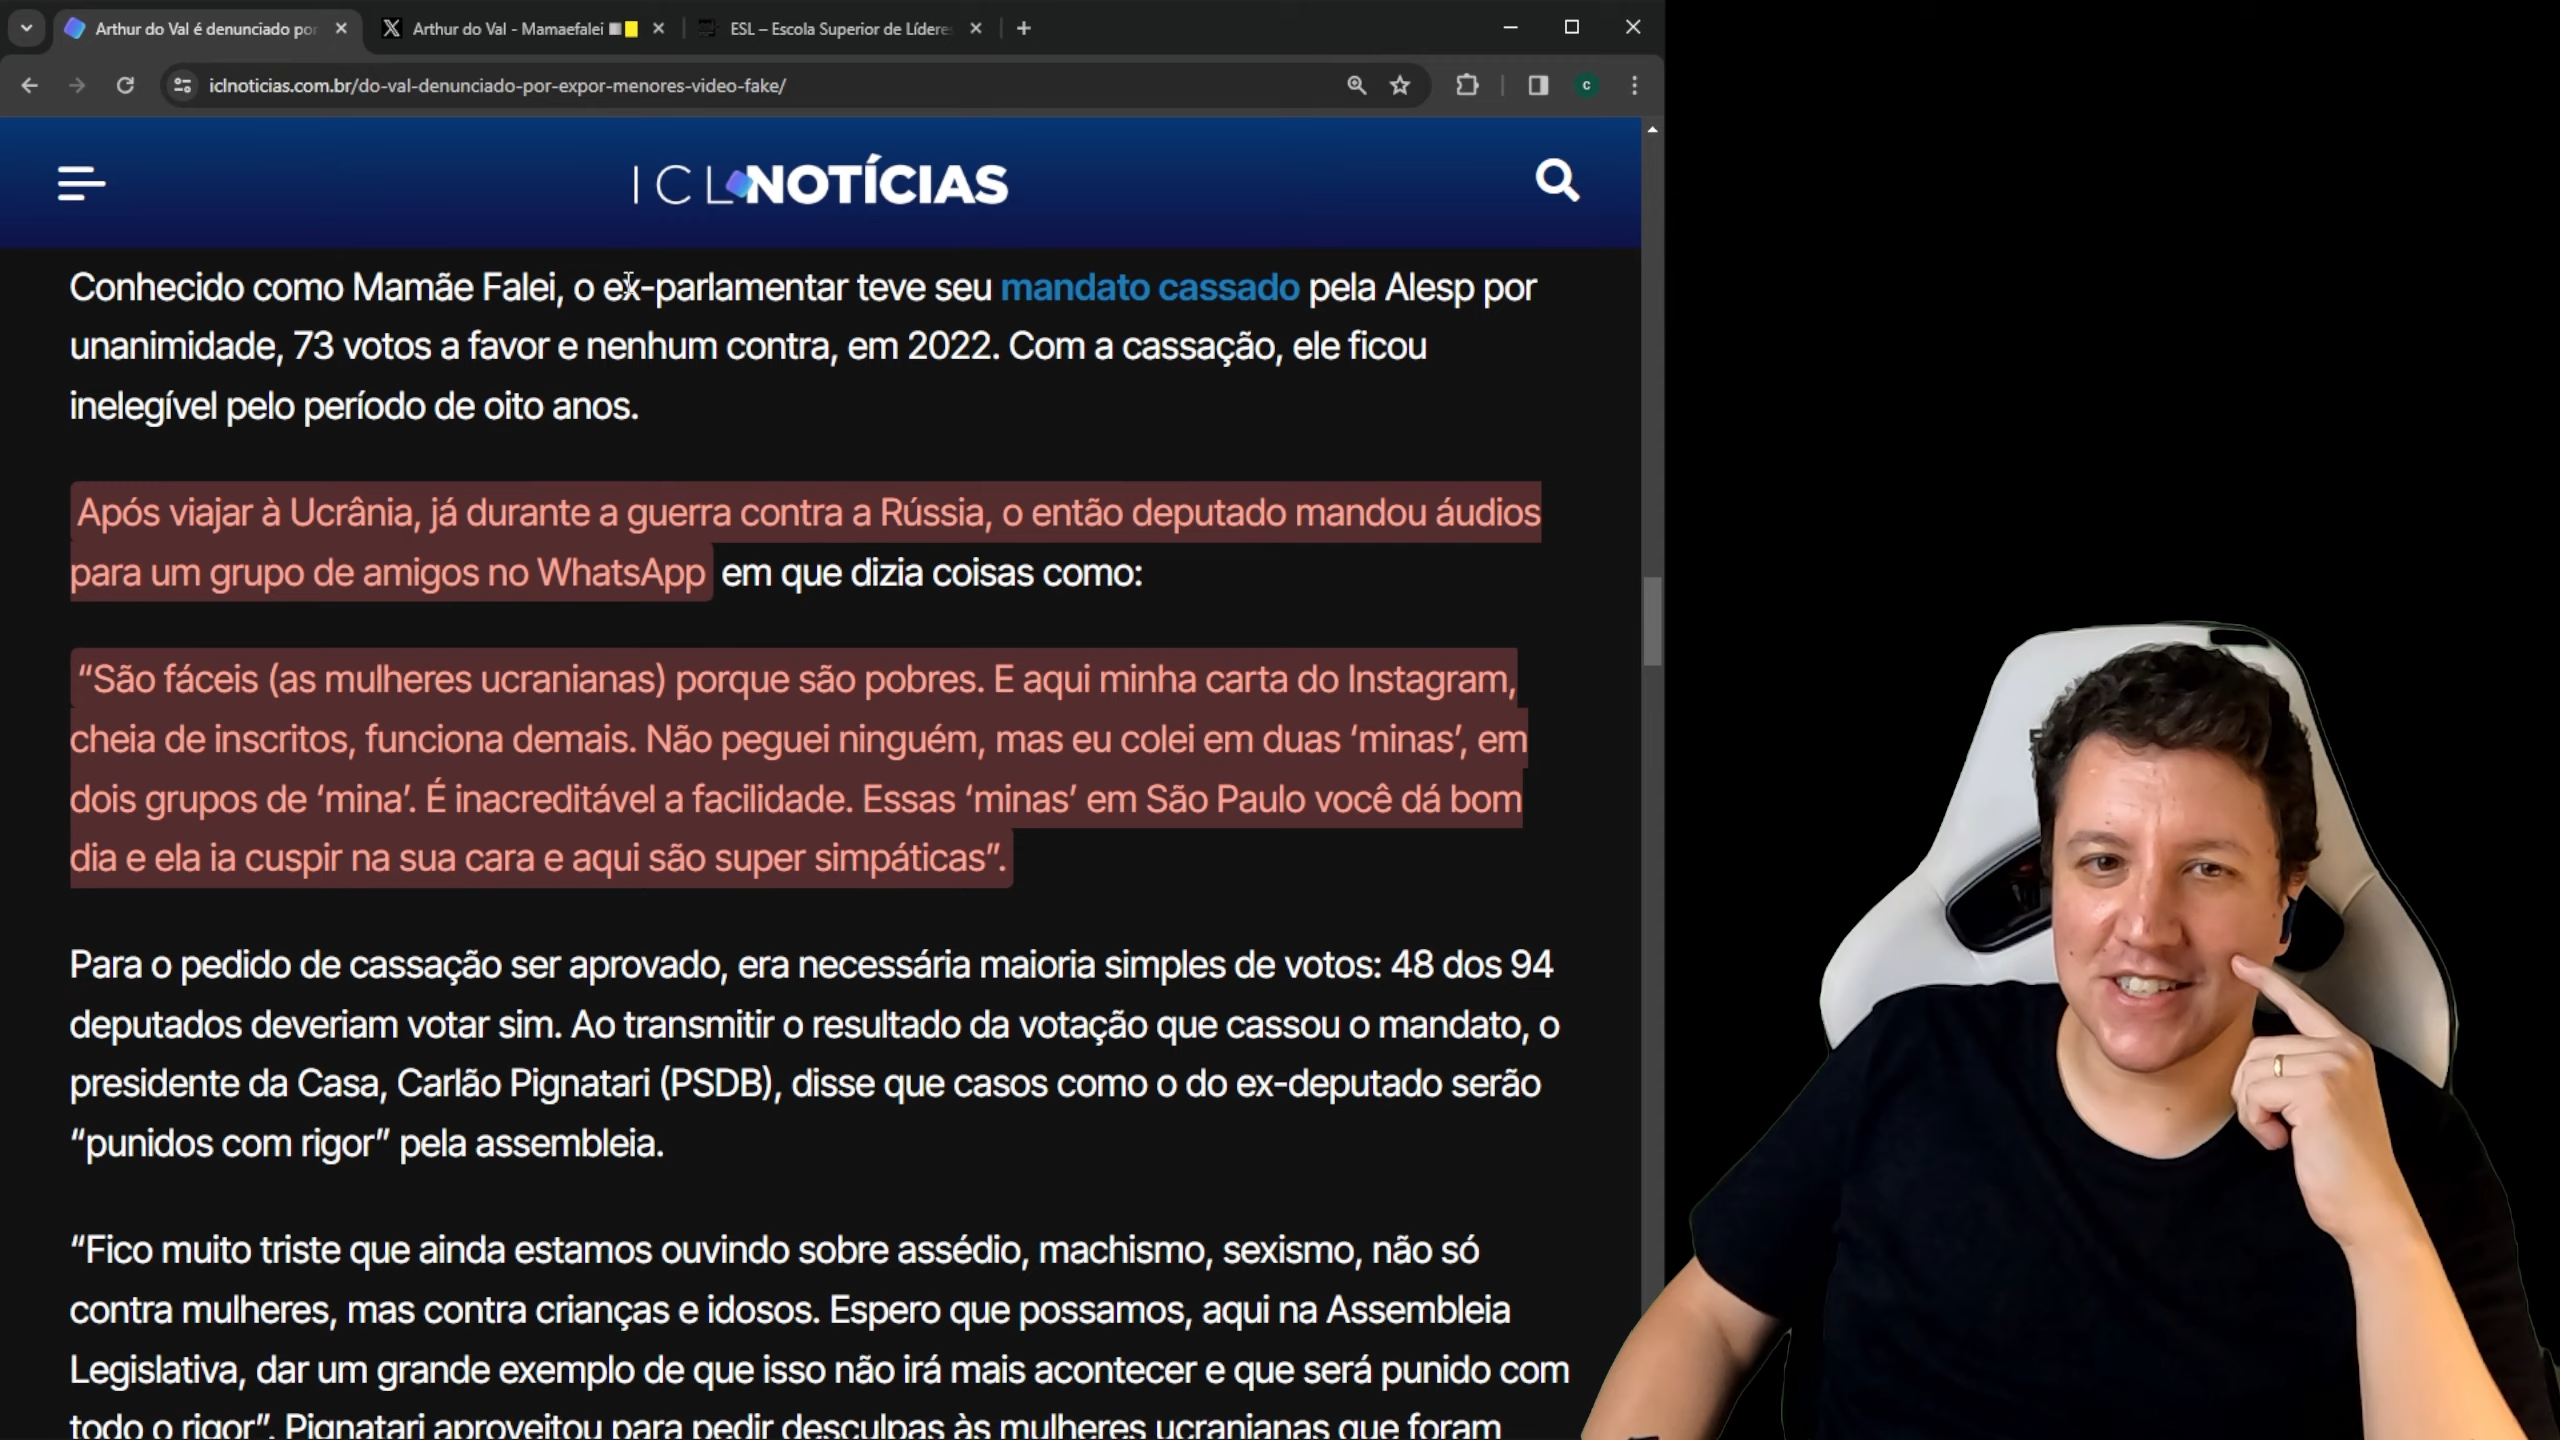 Arthur do Val é denunciado por
Arthur do Val - Mamaefalei
ESL – Escola Superior de Líderes
iclnoticias.com.br/do-val-denunciado-por-expor-menores-video-fake/
c
ICL NOTÍCIAS
Conhecido como Mamãe Falei, o ex-parlamentar teve seu mandato cassado pela Alesp por
unanimidade, 73 votos a favor e nenhum contra, em 2022. Com a cassação, ele ficou
inelegível pelo período de oito anos.
Após viajar à Ucrânia, já durante a guerra contra a Rússia, o então deputado mandou áudios
para um grupo de amigos no WhatsApp em que dizia coisas como:
“São fáceis (as mulheres ucranianas) porque são pobres. E aqui minha carta do Instagram,
cheia de inscritos, funciona demais. Não peguei ninguém, mas eu colei em duas ‘minas’, em
dois grupos de ‘mina’. É inacreditável a facilidade. Essas ‘minas’ em São Paulo você dá bom
dia e ela ia cuspir na sua cara e aqui são super simpáticas”.
Para o pedido de cassação ser aprovado, era necessária maioria simples de votos: 48 dos 94
deputados deveriam votar sim. Ao transmitir o resultado da votação que cassou o mandato, o
presidente da Casa, Carlão Pignatari (PSDB), disse que casos como o do ex-deputado serão
“punidos com rigor” pela assembleia.
“Fico muito triste que ainda estamos ouvindo sobre assédio, machismo, sexismo, não só
contra mulheres, mas contra crianças e idosos. Espero que possamos, aqui na Assembleia
Legislativa, dar um grande exemplo de que isso não irá mais acontecer e que será punido com
todo o rigor”. Pignatari aproveitou para pedir desculpas às mulheres ucranianas que foram